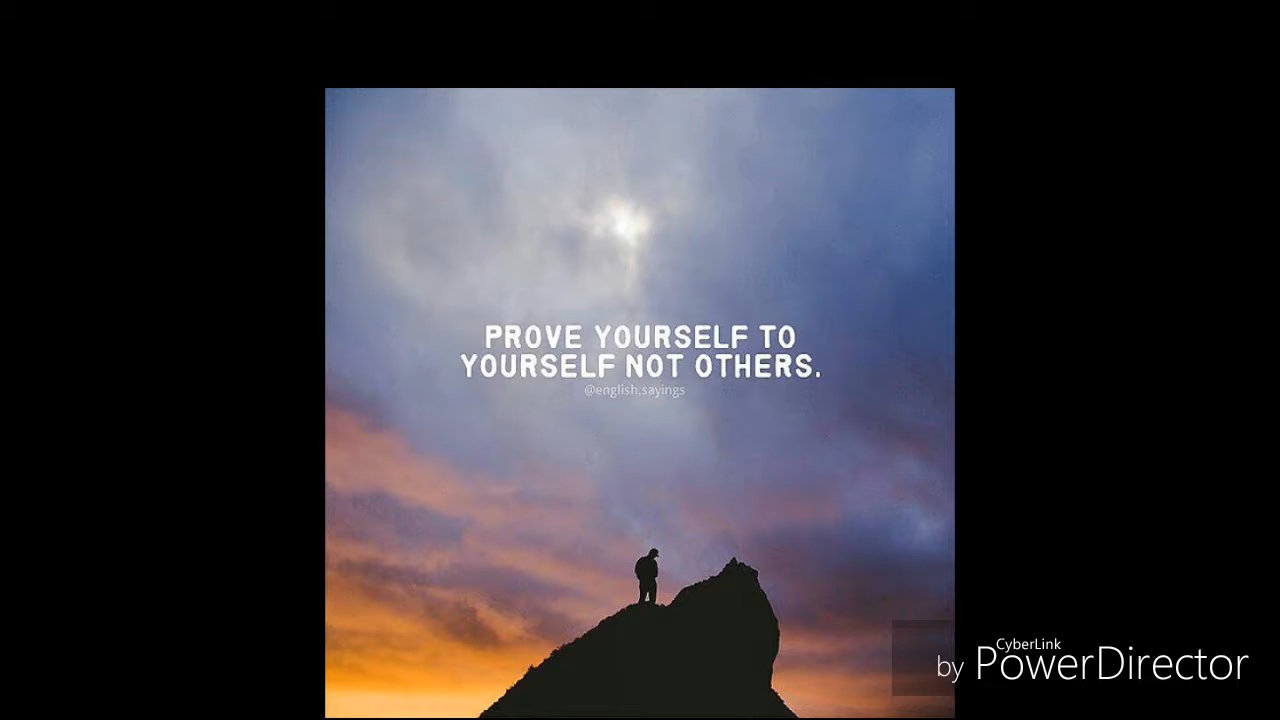 PROVE YOURSELF TO
YOURSELF NOT OTHERS.
@english.sayings
CyberLink
by PowerDirector